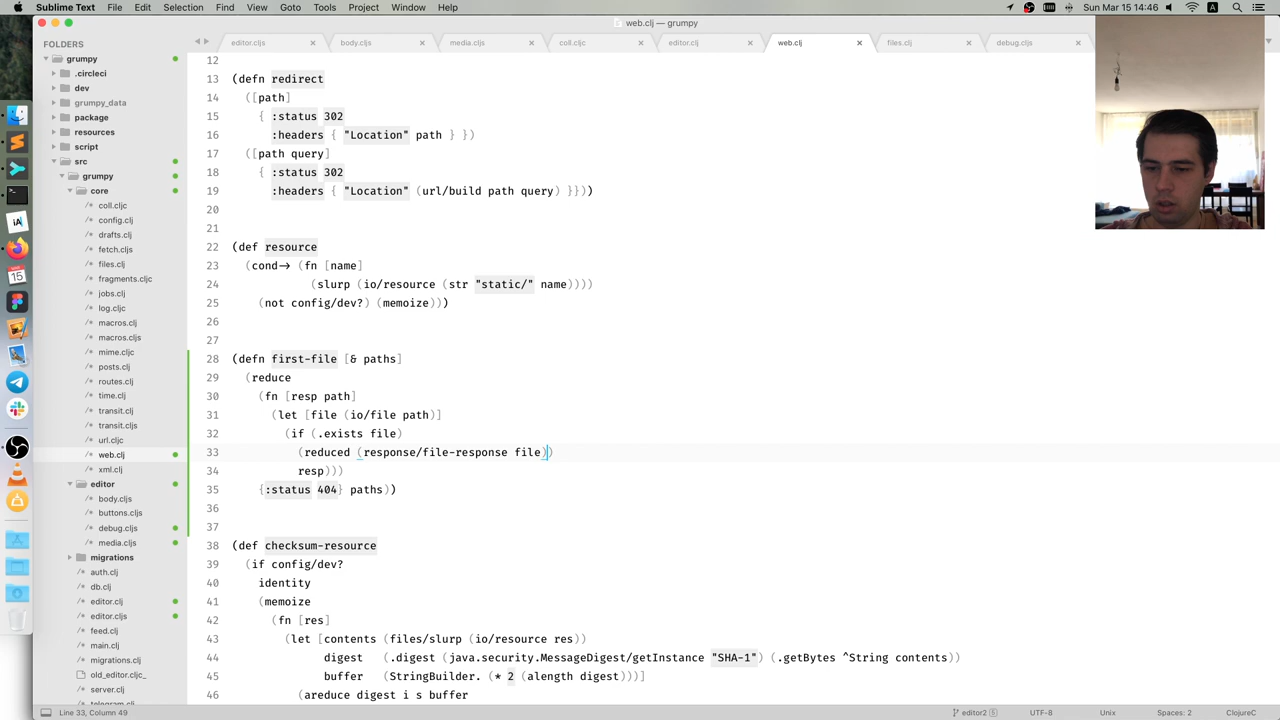 Sublime Text File Edit Selection Find View Goto Tools Project Window Help
Sun Mar 15 14:46
web.clj — grumpy
FOLDERS
grumpy
.circleci
dev
grumpy_data
package
resources
script
src
grumpy
core
coll.cljc
config.clj
drafts.clj
fetch.cljs
files.clj
fragments.cljc
jobs.clj
log.cljc
macros.clj
macros.cljs
mime.cljc
posts.clj
routes.clj
time.clj
transit.clj
transit.cljs
url.cljc
web.clj
xml.clj
editor
body.cljs
buttons.cljs
debug.cljs
media.cljs
migrations
auth.clj
db.clj
editor.clj
editor.cljs
feed.clj
main.clj
migrations.clj
old_editor.cljc_
server.clj
telegram.clj
editor.cljs
body.cljs
media.cljs
coll.cljc
editor.clj
web.clj
files.clj
debug.cljs
12
13 (defn redirect
14 ([path]
15 { :status 302
16 :headers { "Location" path } })
17 ([path query]
18 { :status 302
19 :headers { "Location" (url/build path query) }}))
20
21
22 (def resource
23 (cond-> (fn [name]
24 (slurp (io/resource (str "static/" name))))
25 (not config/dev?) (memoize)))
26
27
28 (defn first-file [& paths]
29 (reduce
30 (fn [resp path]
31 (let [file (io/file path)]
32 (if (.exists file)
33 (reduced (response/file-response file))
34 resp)))
35 {:status 404} paths))
36
37
38 (def checksum-resource
39 (if config/dev?
40 identity
41 (memoize
42 (fn [res]
43 (let [contents (files/slurp (io/resource res))
44 digest (.digest (java.security.MessageDigest/getInstance "SHA-1") (.getBytes ^String contents))
45 buffer (StringBuilder. (* 2 (alength digest)))]
46 (areduce digest i s buffer
Line 33, Column 49
editor2 5
UTF-8
Unix
Spaces: 2
ClojureC